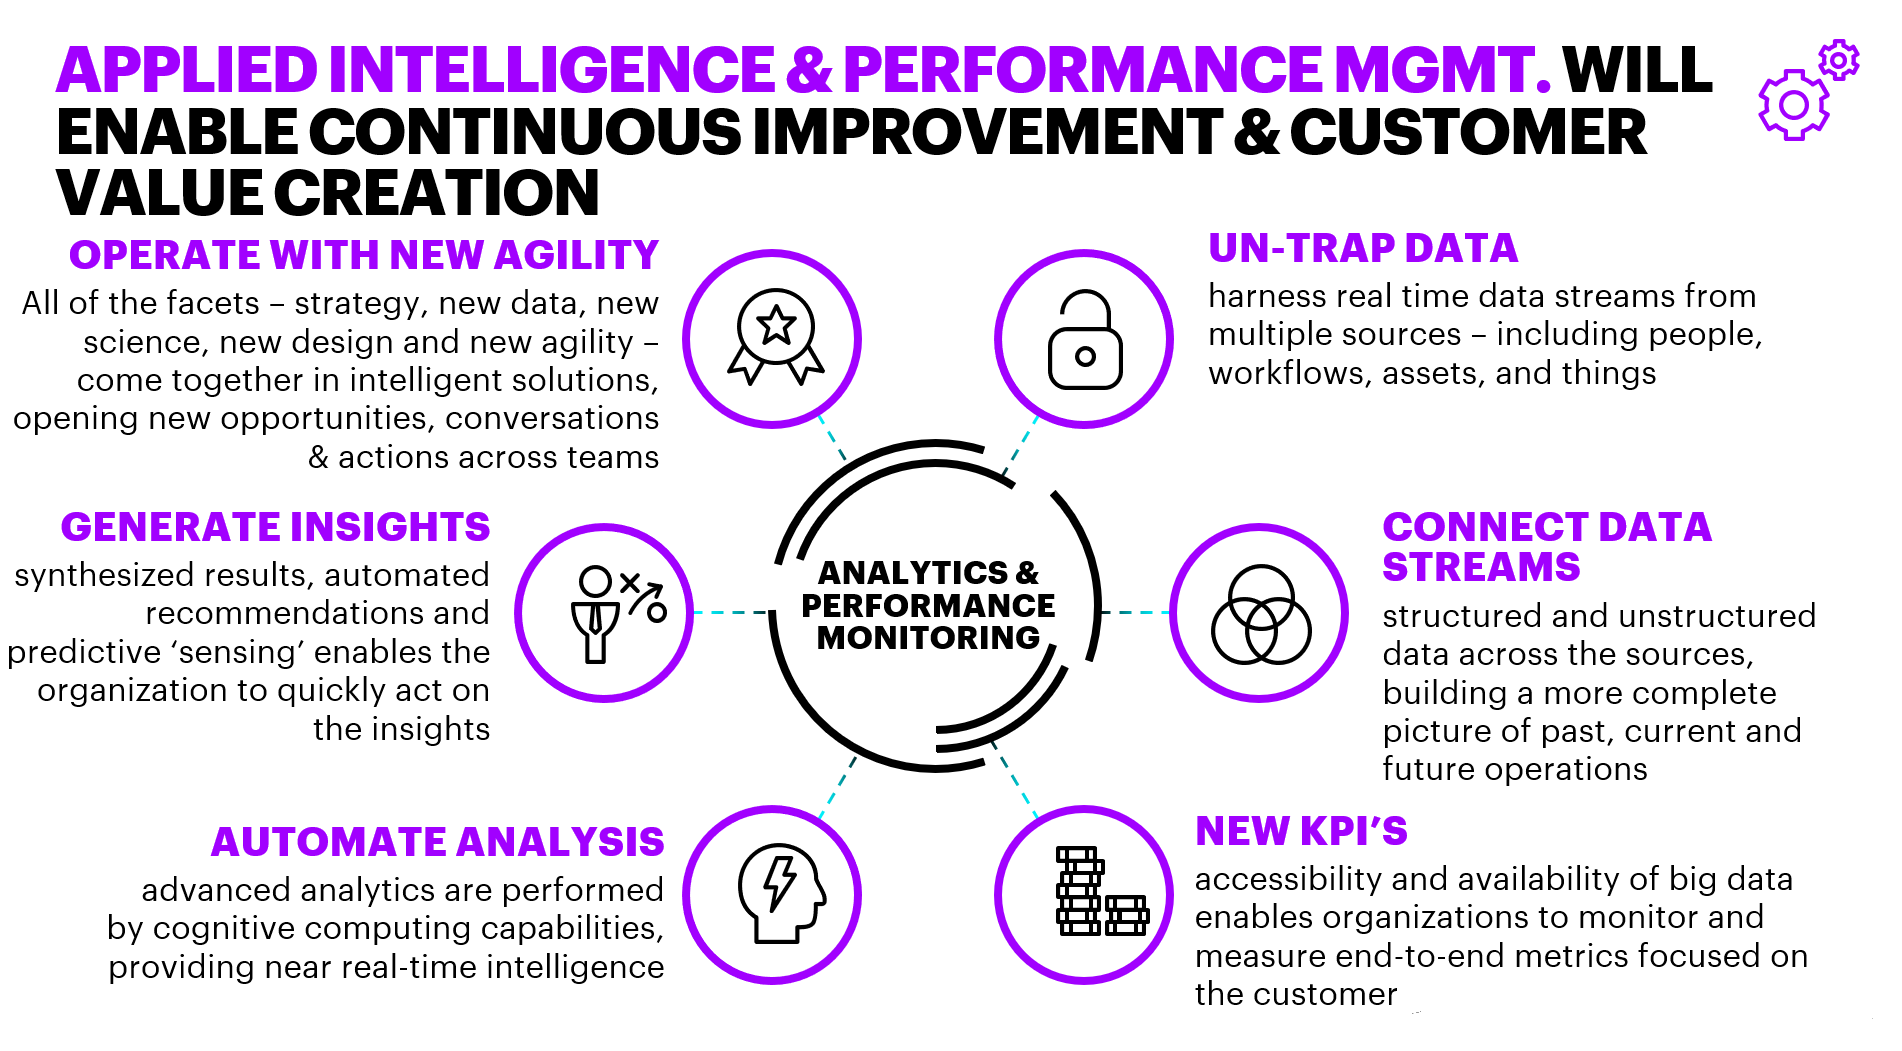 APPLIED INTELLIGENCE & PERFORMANCE MGMT. WILL
ENABLE CONTINUOUS IMPROVEMENT & CUSTOMER
VALUE CREATION
OPERATE WITH NEW AGILITY
All of the facets – strategy, new data, new
science, new design and new agility –
come together in intelligent solutions,
opening new opportunities, conversations
& actions across teams
UN-TRAP DATA
harness real time data streams from
multiple sources – including people,
workflows, assets, and things
GENERATE INSIGHTS
synthesized results, automated
recommendations and
predictive ‘sensing’ enables the
organization to quickly act on
the insights
ANALYTICS &
PERFORMANCE
MONITORING
CONNECT DATA
STREAMS
structured and unstructured
data across the sources,
building a more complete
picture of past, current and
future operations
AUTOMATE ANALYSIS
advanced analytics are performed
by cognitive computing capabilities,
providing near real-time intelligence
NEW KPI’S
accessibility and availability of big data
enables organizations to monitor and
measure end-to-end metrics focused on
the customer